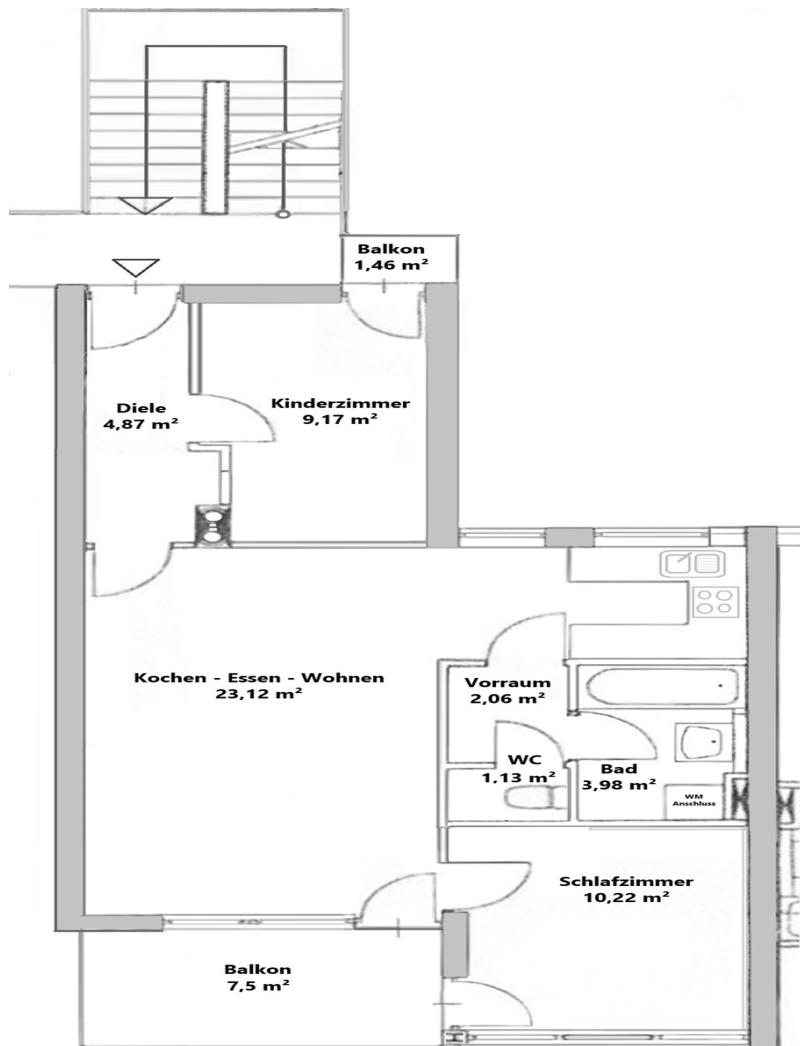 Balkon
1,46 m²
Diele
4,87 m²
Kinderzimmer
9,17 m²
Kochen - Essen - Wohnen
23,12 m²
Vorraum
2,06 m²
WC
1,13 m²
Bad
3,98 m²
WM
Anschluss
Schlafzimmer
10,22 m²
Balkon
7,5 m²